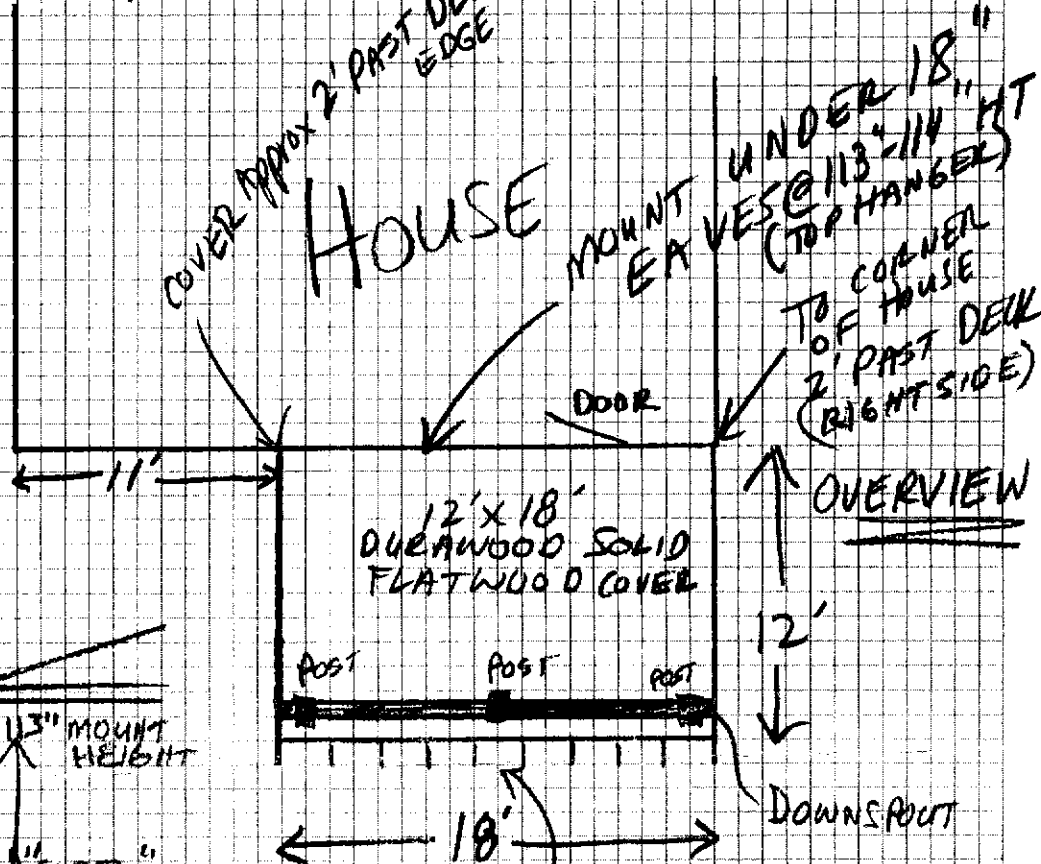 COVER APPROX 2' PAST
EDGE
HOUSE
MOUNT UNDER 18"
EAVES @ 113"-114" HT
(TOP HANGER)
TO CORNER
OF HOUSE
2' PAST DECK
(RIGHT SIDE)
DOOR
11'
OVERVIEW
12' X 18'
DURAWOOD SOLID
FLATWOOD COVER
12'
POST POST POST
113" MOUNT
HEIGHT
DOWNSPOUT
18'